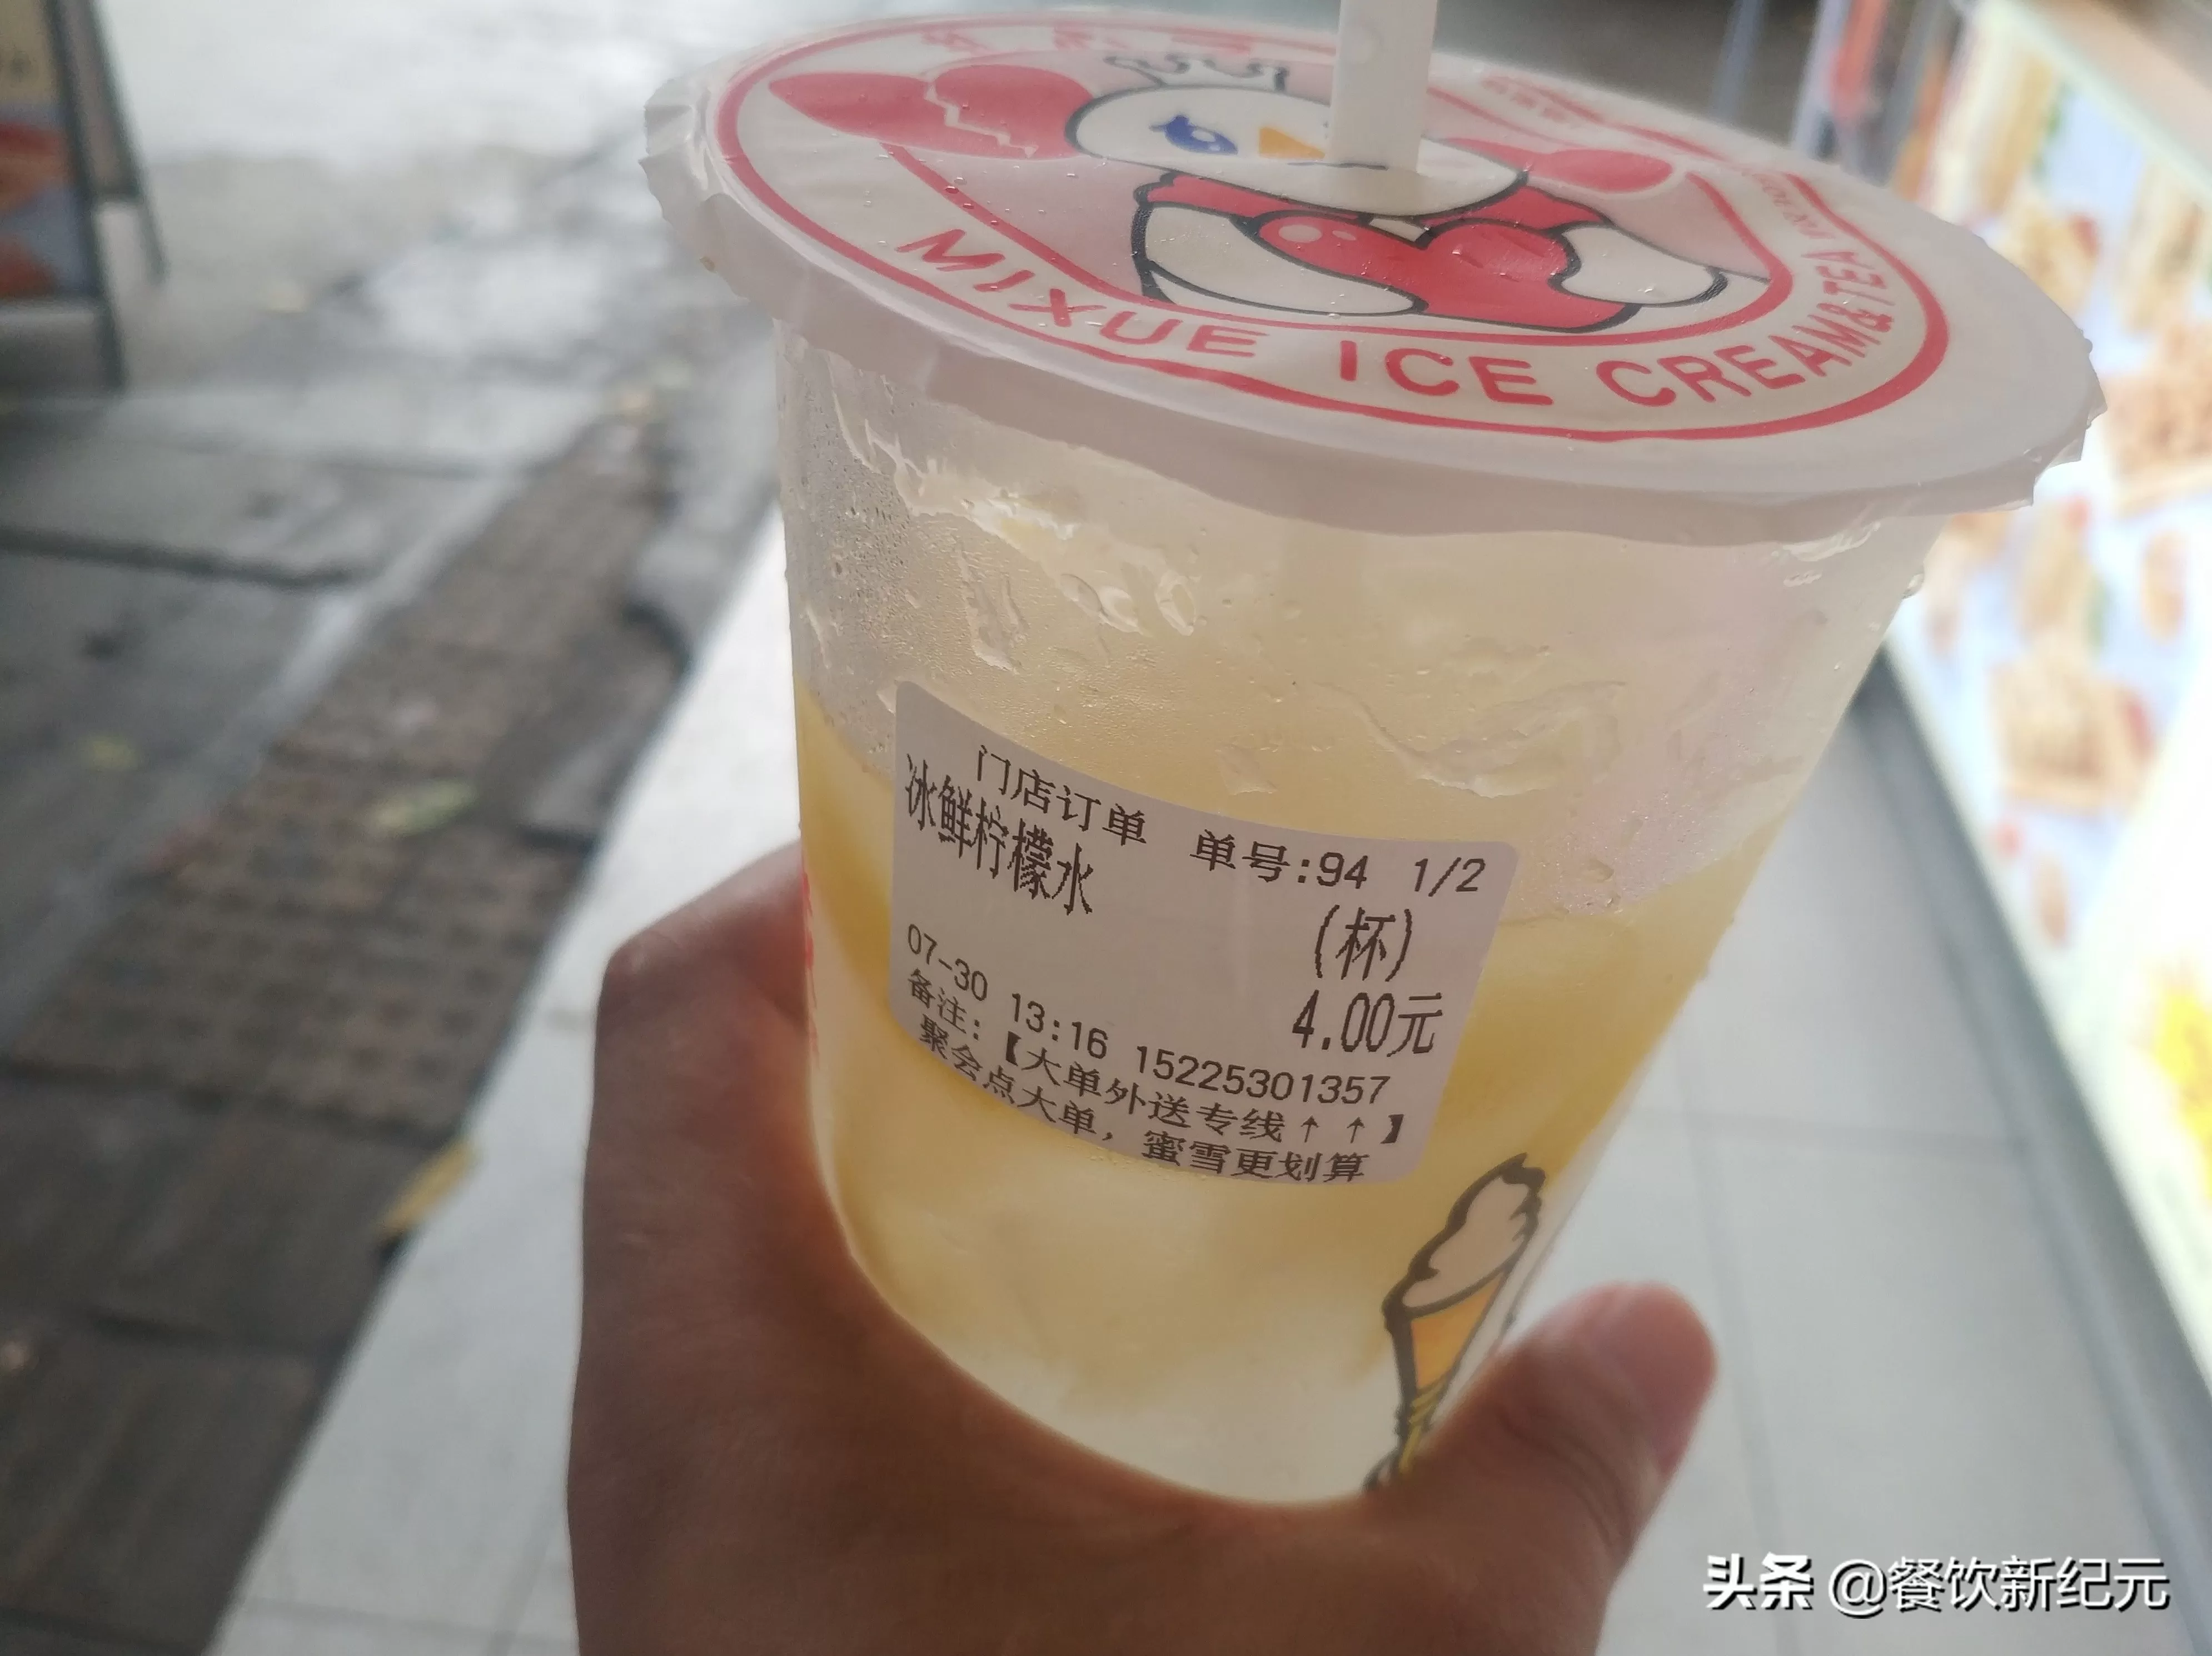 MIXUE ICE CREAM&TEA
门店订单 单号:94 1/2
冰鲜柠檬水
(杯)
4.00元
07-30 13:16 15225301357
备注:【大单外送专线↑↑】
聚会点大单,蜜雪更划算
头条 @餐饮新纪元